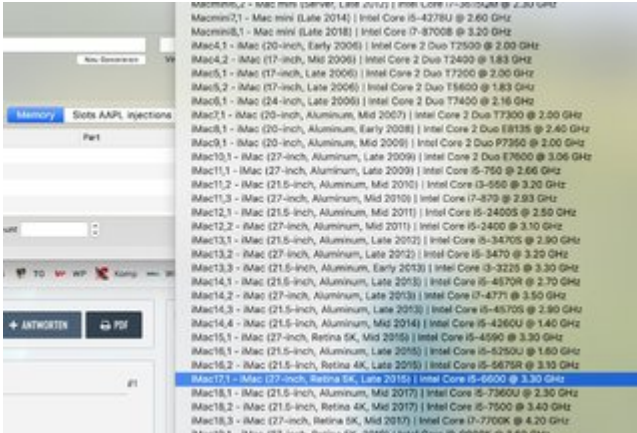 Macmini6,2 - Mac mini (Server, Late 2012) | Intel Core i7-3615QM @ 2.30 GHz
Macmini7,1 - Mac mini (Late 2014) | Intel Core i5-4278U @ 2.60 GHz
Macmini8,1 - Mac mini (Late 2018) | Intel Core i7-8700B @ 3.20 GHz
iMac4,1 - iMac (20-inch, Early 2006) | Intel Core 2 Duo T2500 @ 2.00 GHz
iMac4,2 - iMac (17-inch, Mid 2006) | Intel Core 2 Duo T2400 @ 1.83 GHz
iMac5,1 - iMac (17-inch, Late 2006) | Intel Core 2 Duo T7200 @ 2.00 GHz
iMac5,2 - iMac (17-inch, Late 2006) | Intel Core 2 Duo T5600 @ 1.83 GHz
iMac6,1 - iMac (24-inch, Late 2006) | Intel Core 2 Duo T7400 @ 2.16 GHz
iMac7,1 - iMac (20-inch, Aluminum, Mid 2007) | Intel Core 2 Duo T7300 @ 2.00 GHz
iMac8,1 - iMac (20-inch, Aluminum, Early 2008) | Intel Core 2 Duo E8135 @ 2.40 GHz
iMac9,1 - iMac (20-inch, Aluminum, Mid 2009) | Intel Core 2 Duo P7350 @ 2.00 GHz
iMac10,1 - iMac (27-inch, Aluminum, Late 2009) | Intel Core 2 Duo E7600 @ 3.06 GHz
iMac11,1 - iMac (27-inch, Aluminum, Late 2009) | Intel Core i5-750 @ 2.66 GHz
iMac11,2 - iMac (21.5-inch, Aluminum, Mid 2010) | Intel Core i3-550 @ 3.20 GHz
iMac11,3 - iMac (27-inch, Aluminum, Mid 2010) | Intel Core i7-870 @ 2.93 GHz
iMac12,1 - iMac (21.5-inch, Aluminum, Mid 2011) | Intel Core i5-2400S @ 2.50 GHz
iMac12,2 - iMac (27-inch, Aluminum, Mid 2011) | Intel Core i5-2400 @ 3.10 GHz
iMac13,1 - iMac (21.5-inch, Aluminum, Late 2012) | Intel Core i5-3470S @ 2.90 GHz
iMac13,2 - iMac (27-inch, Aluminum, Late 2012) | Intel Core i5-3470 @ 3.20 GHz
iMac13,3 - iMac (21.5-inch, Aluminum, Early 2013) | Intel Core i3-3225 @ 3.30 GHz
iMac14,1 - iMac (21.5-inch, Aluminum, Late 2013) | Intel Core i5-4570R @ 2.70 GHz
iMac14,2 - iMac (27-inch, Aluminum, Late 2013) | Intel Core i7-4771 @ 3.50 GHz
iMac14,3 - iMac (21.5-inch, Aluminum, Late 2013) | Intel Core i5-4570S @ 2.90 GHz
iMac14,4 - iMac (21.5-inch, Aluminum, Mid 2014) | Intel Core i5-4260U @ 1.40 GHz
iMac15,1 - iMac (27-inch, Retina 5K, Mid 2015) | Intel Core i5-4590 @ 3.30 GHz
iMac16,1 - iMac (21.5-inch, Aluminum, Late 2015) | Intel Core i5-5250U @ 1.60 GHz
iMac16,2 - iMac (21.5-inch, Retina 4K, Late 2015) | Intel Core i5-5675R @ 3.10 GHz
iMac17,1 - iMac (27-inch, Retina 5K, Late 2015) | Intel Core i5-6600 @ 3.30 GHz
iMac18,1 - iMac (21.5-inch, Aluminum, Mid 2017) | Intel Core i5-7360U @ 2.30 GHz
iMac18,2 - iMac (21.5-inch, Retina 4K, Mid 2017) | Intel Core i5-7500 @ 3.40 GHz
iMac18,3 - iMac (27-inch, Retina 5K, Mid 2017) | Intel Core i7-7700K @ 4.20 GHz
Memory
Slots AAPL injections
Part
TG
WP
Komp
+ ANTWORTEN
PDF
#1